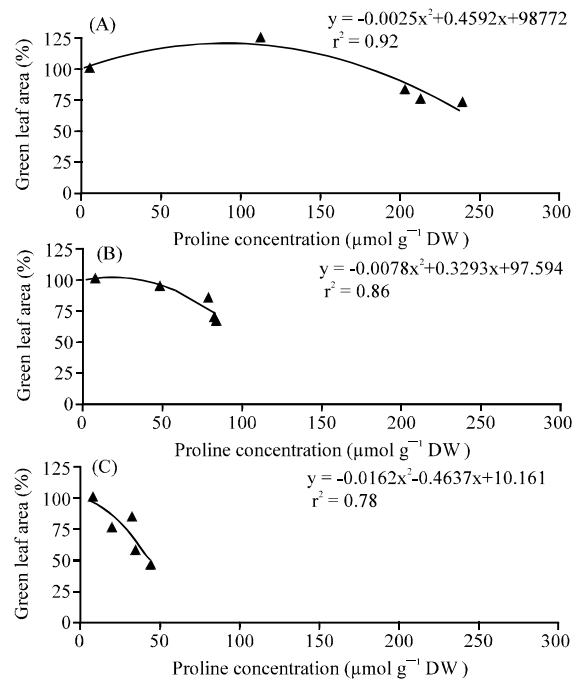 (A)
y = -0.0025x²+0.4592x+98772
r² = 0.92
Green leaf area (%)
125
100
75
50
25
0
0 50 100 150 200 250 300
Proline concentration (µmol g⁻¹ DW)
(B)
y = -0.0078x²+0.3293x+97.594
r² = 0.86
Green leaf area (%)
125
100
75
50
25
0
0 50 100 150 200 250 300
Proline concentration (µmol g⁻¹ DW)
(C)
y = -0.0162x²-0.4637x+10.161
r² = 0.78
Green leaf area (%)
125
100
75
50
25
0
0 50 100 150 200 250 300
Proline concentration (µmol g⁻¹ DW)